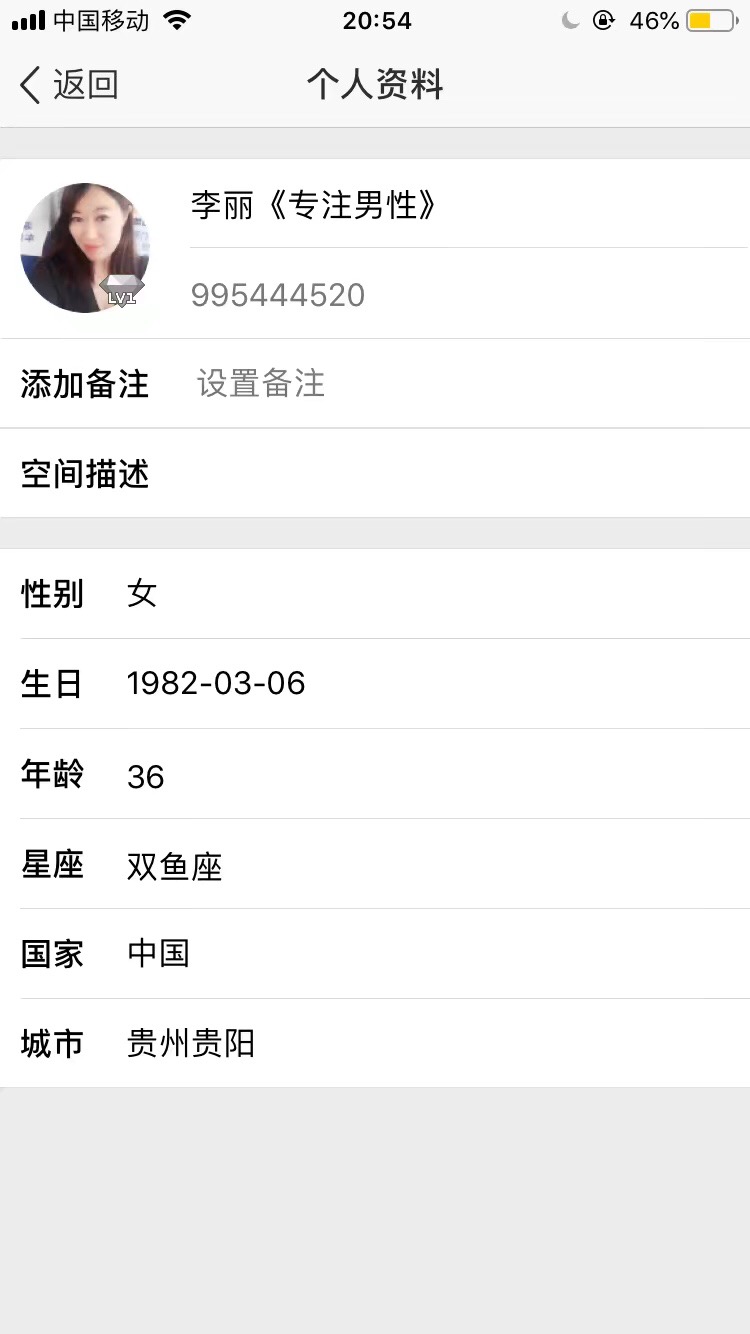 中国移动 20:54 46%
返回 个人资料
李丽《专注男性》
LV1
995444520
添加备注 设置备注
空间描述
性别 女
生日 1982-03-06
年龄 36
星座 双鱼座
国家 中国
城市 贵州贵阳